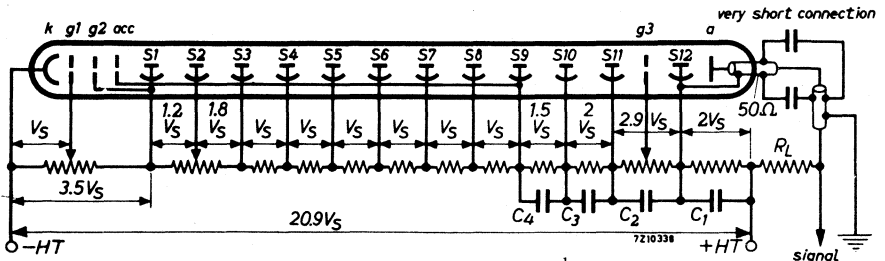 very short connection
k g1 g2 acc S1 S2 S3 S4 S5 S6 S7 S8 S9 S10 S11 g3 S12 a
50Ω
1.2 1.8 1.5 2 2.9 VS 2VS
VS VS VS VS VS VS VS VS VS VS VS
RL
3.5VS
C4 C3 C2 C1
20.9VS
7Z10338
-HT +HT
signal